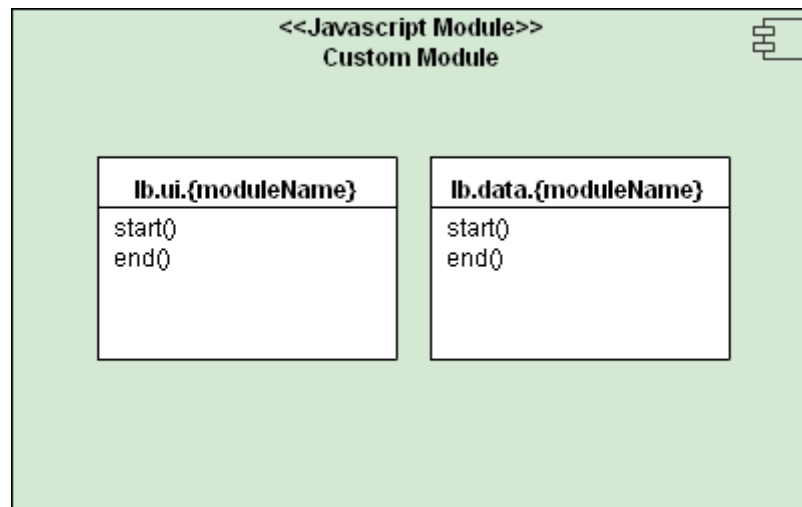 <<Javascript Module>>
Custom Module
lb.ui.{moduleName}
start()
end()
lb.data.{moduleName}
start()
end()